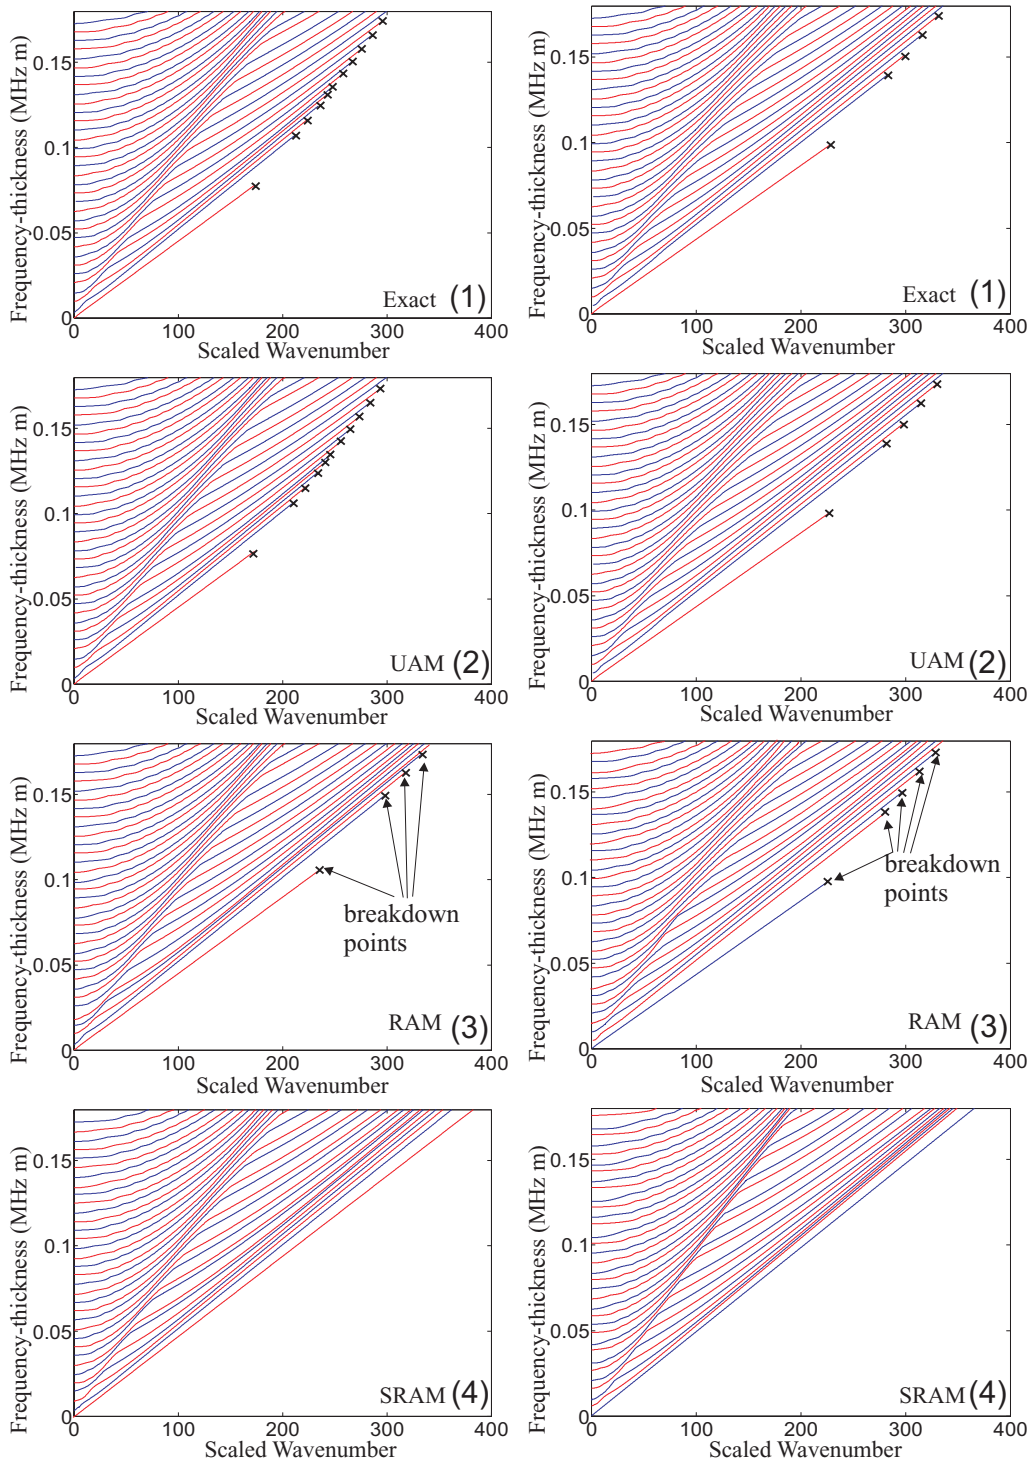 Frequency-thickness (MHz m)
0.15
0.1
0.05
0
0 100 200 300 400
Scaled Wavenumber
Exact (1)
Frequency-thickness (MHz m)
0.15
0.1
0.05
0
0 100 200 300 400
Scaled Wavenumber
Exact (1)
Frequency-thickness (MHz m)
0.15
0.1
0.05
0
0 100 200 300 400
Scaled Wavenumber
UAM (2)
Frequency-thickness (MHz m)
0.15
0.1
0.05
0
0 100 200 300 400
Scaled Wavenumber
UAM (2)
Frequency-thickness (MHz m)
0.15
0.1
0.05
0
0 100 200 300 400
Scaled Wavenumber
breakdown
points
RAM (3)
Frequency-thickness (MHz m)
0.15
0.1
0.05
0
0 100 200 300 400
Scaled Wavenumber
breakdown
points
RAM (3)
Frequency-thickness (MHz m)
0.15
0.1
0.05
0
0 100 200 300 400
Scaled Wavenumber
SRAM (4)
Frequency-thickness (MHz m)
0.15
0.1
0.05
0
0 100 200 300 400
Scaled Wavenumber
SRAM (4)